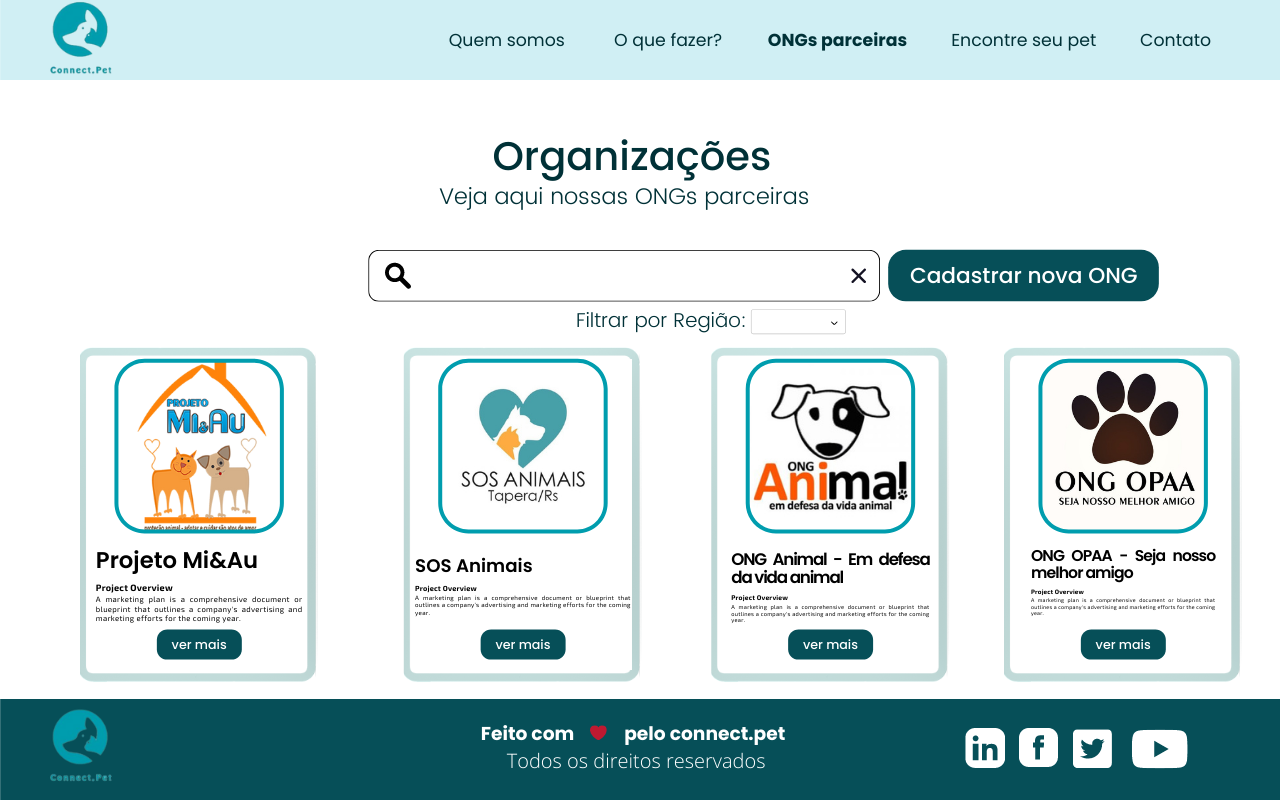 Connect.Pet
Quem somos
O que fazer?
ONGs parceiras
Encontre seu pet
Contato
Organizações
Veja aqui nossas ONGs parceiras
Cadastrar nova ONG
Filtrar por Região:
PROJETO
Mi&Au
proteção animal - adotar e cuidar são atos de amor
Projeto Mi&Au
Project Overview
A marketing plan is a comprehensive document or
blueprint that outlines a company's advertising and
marketing efforts for the coming year.
ver mais
SOS ANIMAIS
Tapera/Rs
SOS Animais
Project Overview
A marketing plan is a comprehensive document or blueprint that
outlines a company's advertising and marketing efforts for the coming
year.
ver mais
ONG
Animal
em defesa da vida animal
ONG Animal - Em defesa
da vida animal
Project Overview
A marketing plan is a comprehensive document or blueprint that
outlines a company's advertising and marketing efforts for the coming
year.
ver mais
ONG OPAA
SEJA NOSSO MELHOR AMIGO
ONG OPAA - Seja nosso
melhor amigo
Project Overview
A marketing plan is a comprehensive document or blueprint that
outlines a company's advertising and marketing efforts for the coming
year.
ver mais
Connect.Pet
Feito com pelo connect.pet
Todos os direitos reservados
in
f